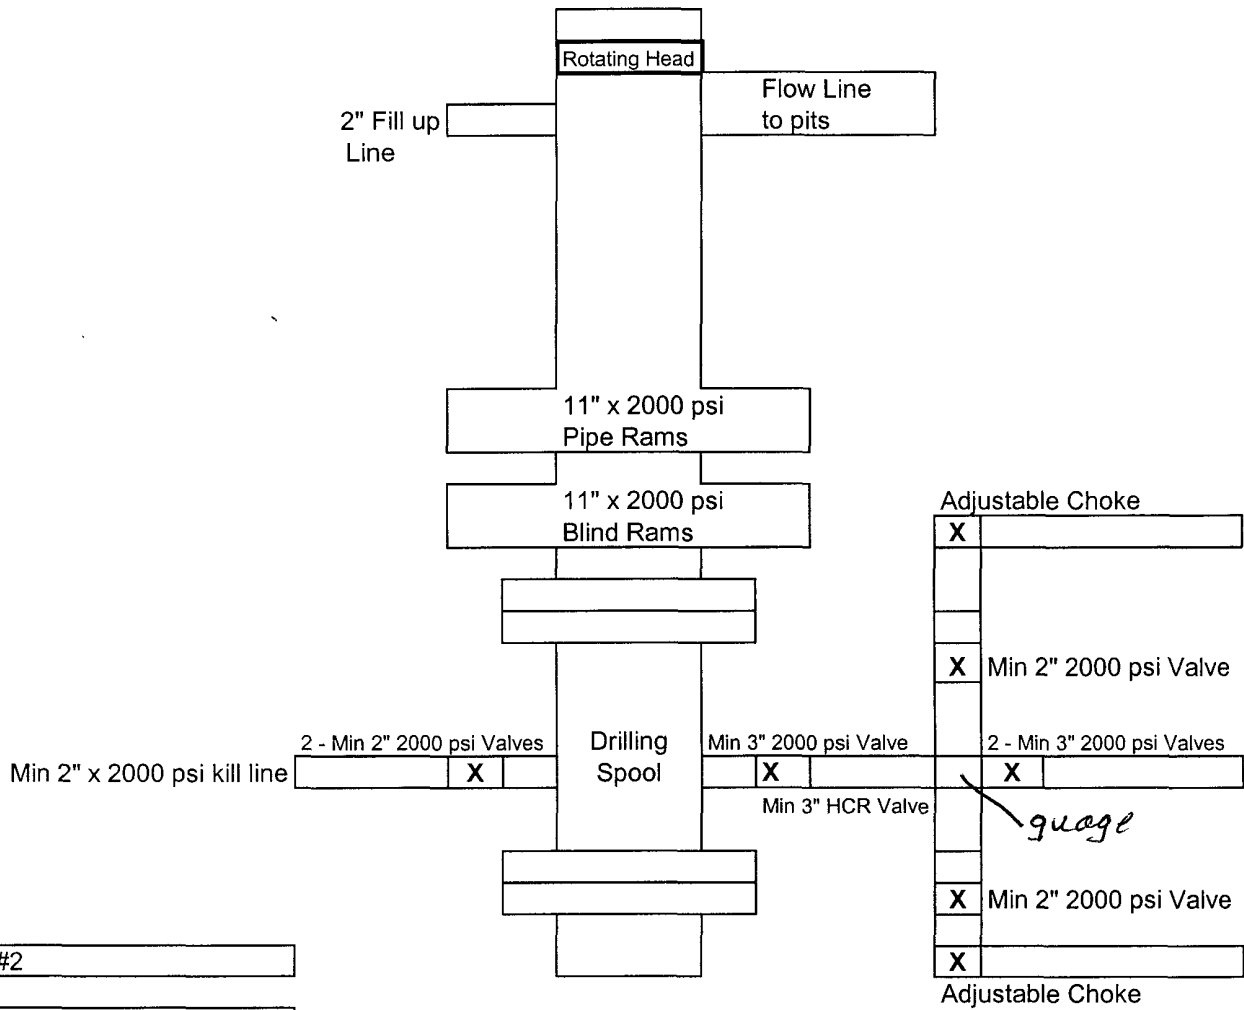 Rotating Head
Flow Line
to pits
2" Fill up
Line
11" x 2000 psi
Pipe Rams
11" x 2000 psi
Blind Rams
Adjustable Choke
X
X Min 2" 2000 psi Valve
2 - Min 2" 2000 psi Valves
Drilling
Spool
Min 3" 2000 psi Valve
2 - Min 3" 2000 psi Valves
Min 2" x 2000 psi kill line
X
X
X
Min 3" HCR Valve
guage
X Min 2" 2000 psi Valve
#2
X
Adjustable Choke